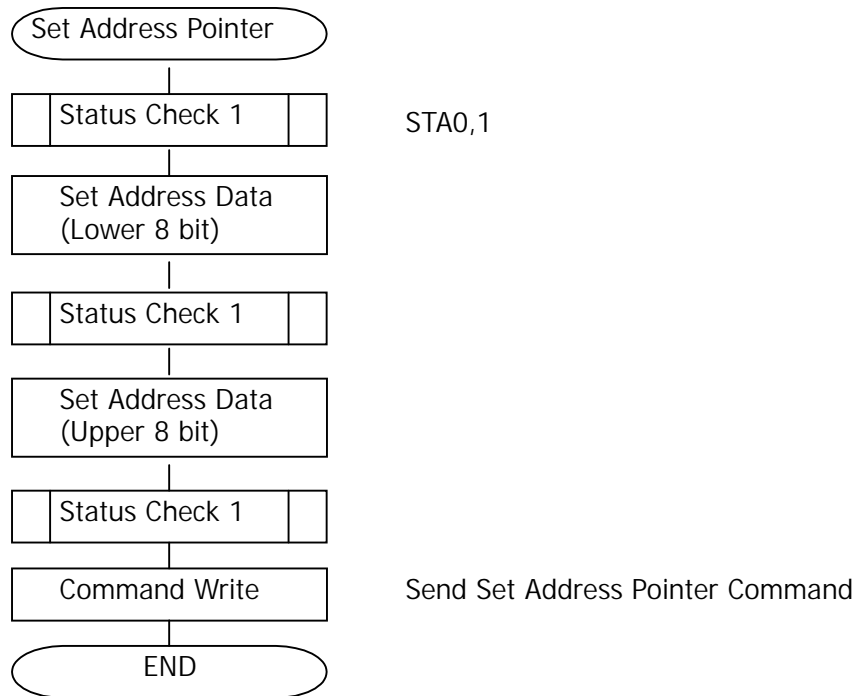 Set Address Pointer
Status Check 1
STA0,1
Set Address Data
(Lower 8 bit)
Status Check 1
Set Address Data
(Upper 8 bit)
Status Check 1
Command Write
Send Set Address Pointer Command
END